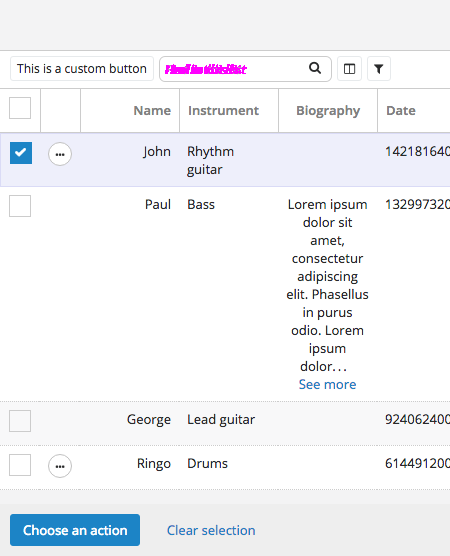 This is a custom button
Name Instrument Biography Date
John Rhythm guitar 142181640
Paul Bass Lorem ipsum 132997320
dolor sit
amet,
consectetur
adipiscing
elit. Phasellus
in purus
odio. Lorem
ipsum
dolor…
See more
George Lead guitar 924062400
Ringo Drums 614491200
Choose an action Clear selection